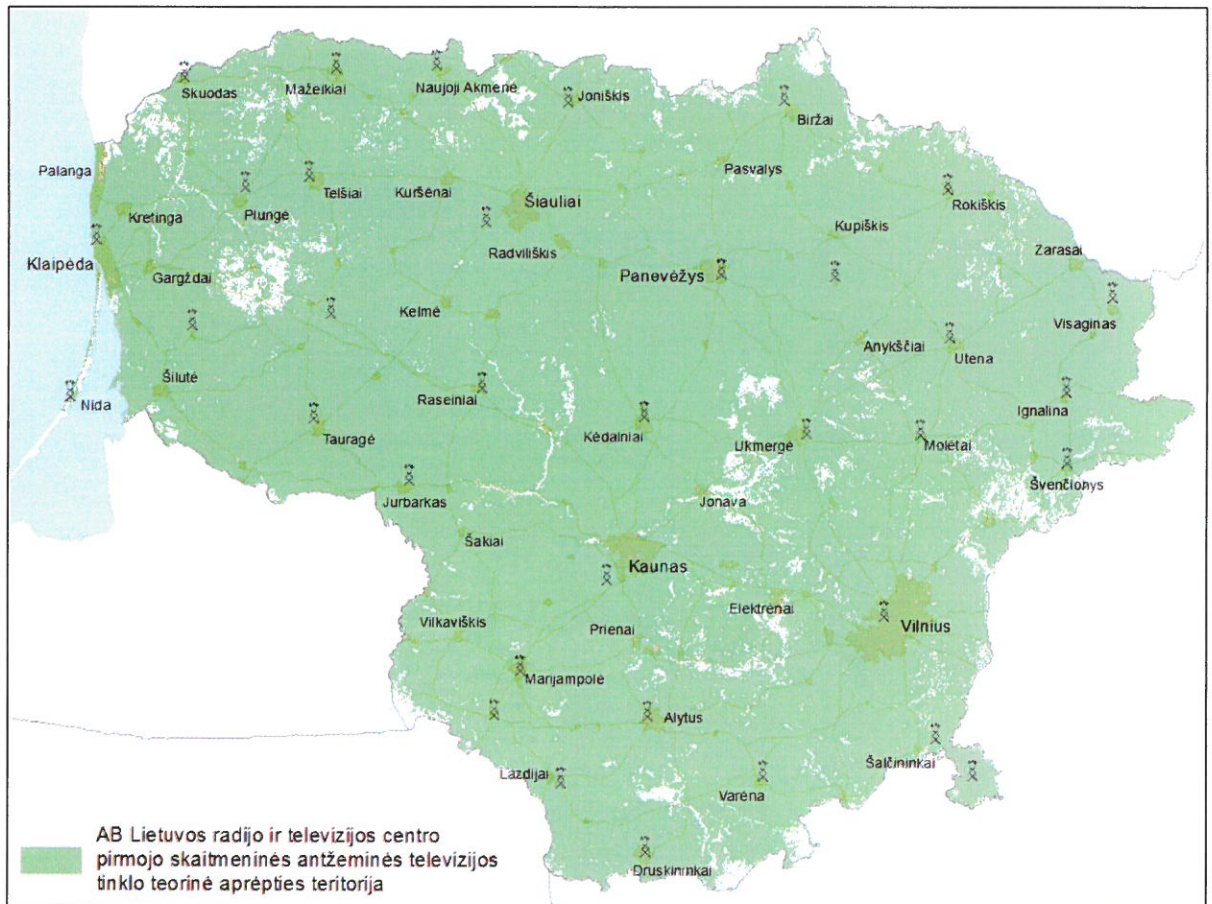 Skuodas
Mažeikiai
Naujoji Akmenė
Joniškis
Biržai
Palanga
Kretinga
Plungė
Telšiai
Kuršėnai
Šiauliai
Pasvalys
Rokiškis
Klaipėda
Gargždai
Radviliškis
Panevėžys
Kupiškis
Zarasai
Kelmė
Visaginas
Anykščiai
Utena
Nida
Šilutė
Raseiniai
Ignalina
Tauragė
Kėdainiai
Ukmergė
Molėtai
Švenčionys
Jurbarkas
Jonava
Šakiai
Kaunas
Elektrėnai
Vilnius
Vilkaviškis
Prienai
Marijampolė
Alytus
Šalčininkai
Lazdijai
Varėna
Druskininkai
AB Lietuvos radijo ir televizijos centro
pirmojo skaitmeninės antžeminės televizijos
tinklo teorinė aprėpties teritorija